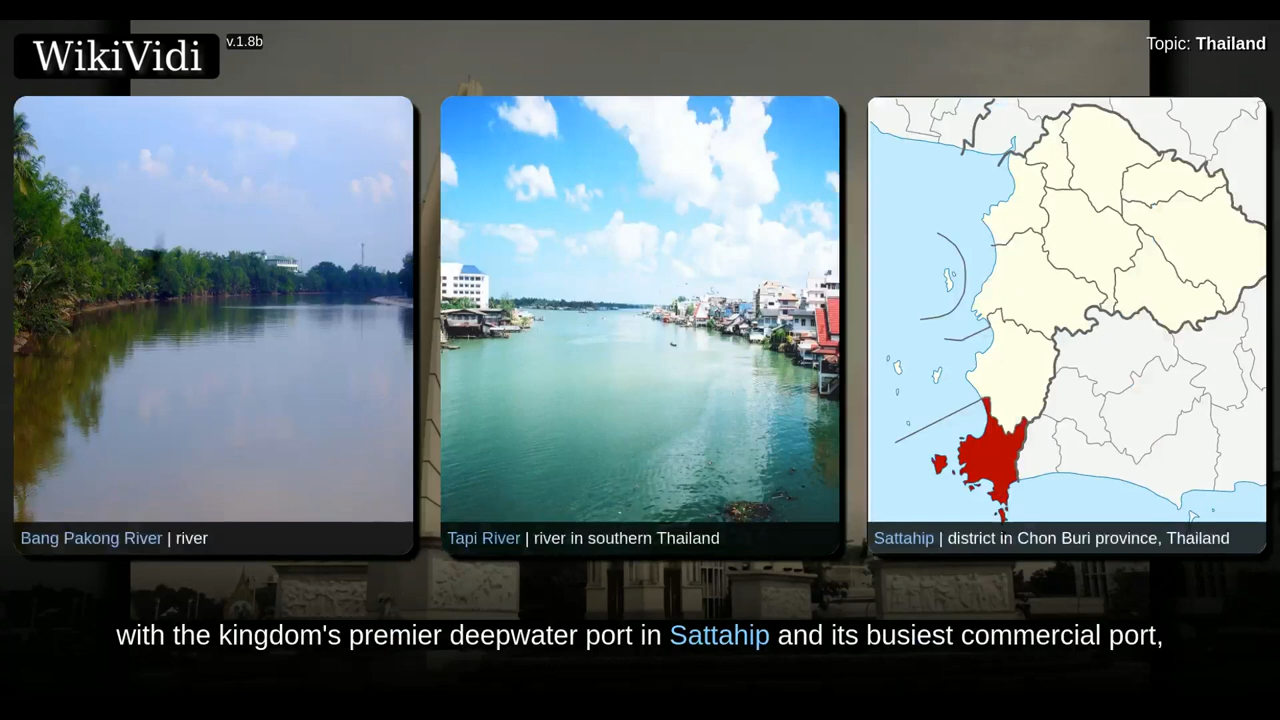 WikiVidi v.1.8b
Topic: Thailand
Bang Pakong River | river
Tapi River | river in southern Thailand
Sattahip | district in Chon Buri province, Thailand
with the kingdom's premier deepwater port in Sattahip and its busiest commercial port,